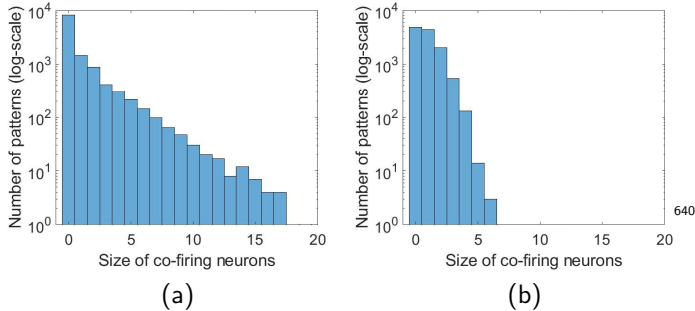 Number of patterns (log-scale)
10^4
10^3
10^2
10^1
10^0
0 5 10 15 20
Size of co-firing neurons
(a)
Number of patterns (log-scale)
10^4
10^3
10^2
10^1
10^0
0 5 10 15 20
Size of co-firing neurons
(b)
640